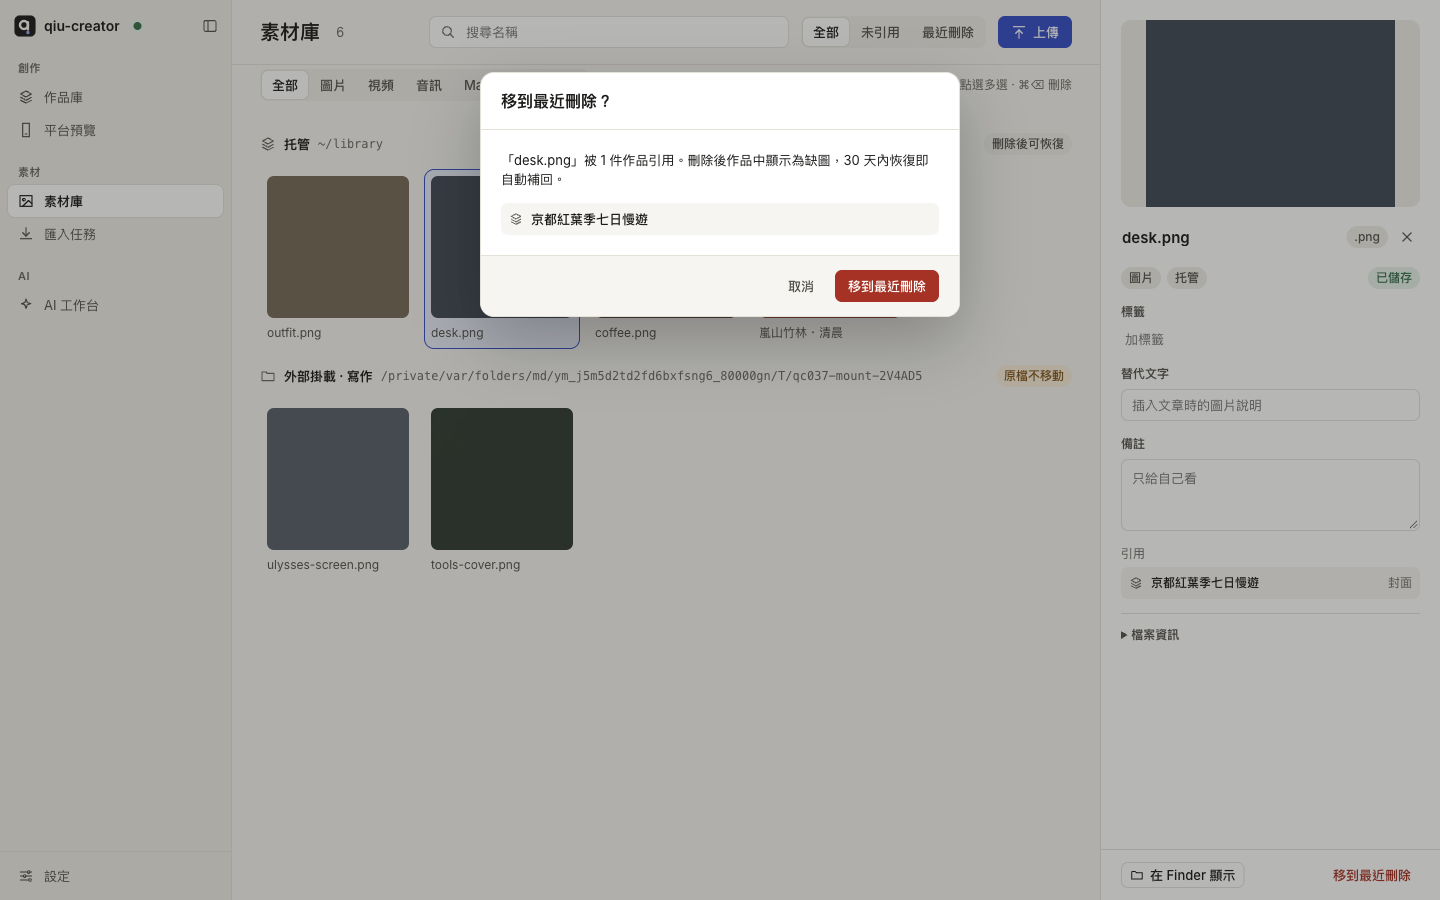 qiu-creator
創作
作品庫
平台預覽
素材
素材庫
匯入任務
AI
AI 工作台
設定
素材庫 6
搜尋名稱
全部 未引用 最近刪除
上傳
全部 圖片 視頻 音訊 Ma
點選多選 · ⌘⌫ 刪除
托管 ~/library
刪除後可恢復
outfit.png
desk.png
coffee.png
嵐山竹林 · 清晨
外部掛載 · 寫作 /private/var/folders/md/ym_j5m5d2td2fd6bxfsng6_80000gn/T/qc037-mount-2V4AD5
原檔不移動
ulysses-screen.png
tools-cover.png
移到最近刪除？
「desk.png」被 1 件作品引用。刪除後作品中顯示為缺圖，30 天內恢復即
自動補回。
京都紅葉季七日慢遊
取消
移到最近刪除
desk.png
.png
圖片 托管
已儲存
標籤
加標籤
替代文字
插入文章時的圖片說明
備註
只給自己看
引用
京都紅葉季七日慢遊 封面
檔案資訊
在 Finder 顯示
移到最近刪除